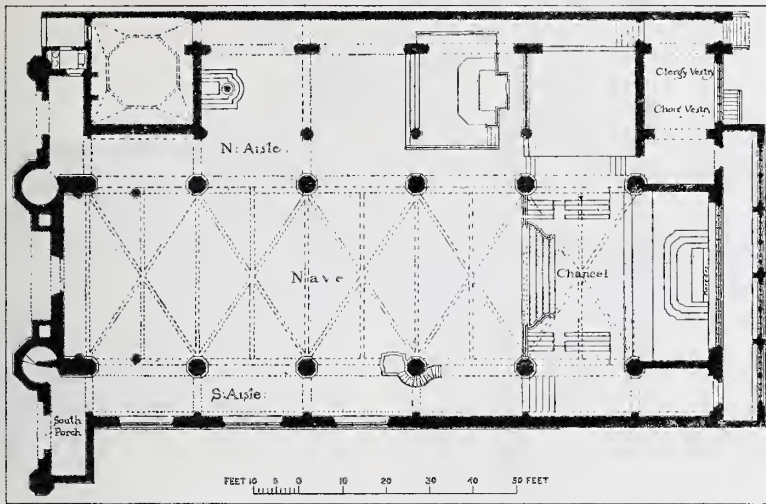 Clergy Vestry
Choir Vestry
N: Aisle.
Nave
Chancel
S: Aisle.
South
Porch
FEET 10 5 0 10 20 30 40 50 FEET